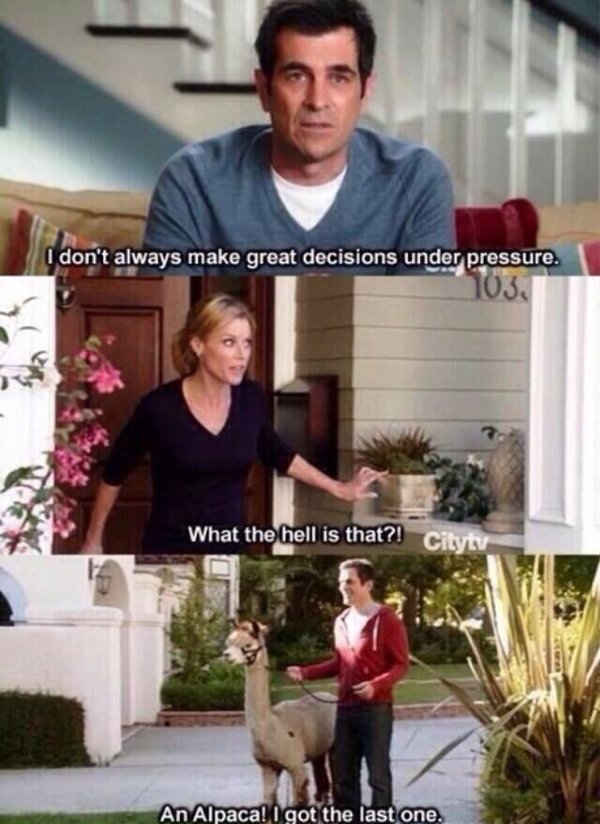 I don't always make great decisions under pressure.
103
What the hell is that?!
Citytv
An Alpaca! I got the last one.